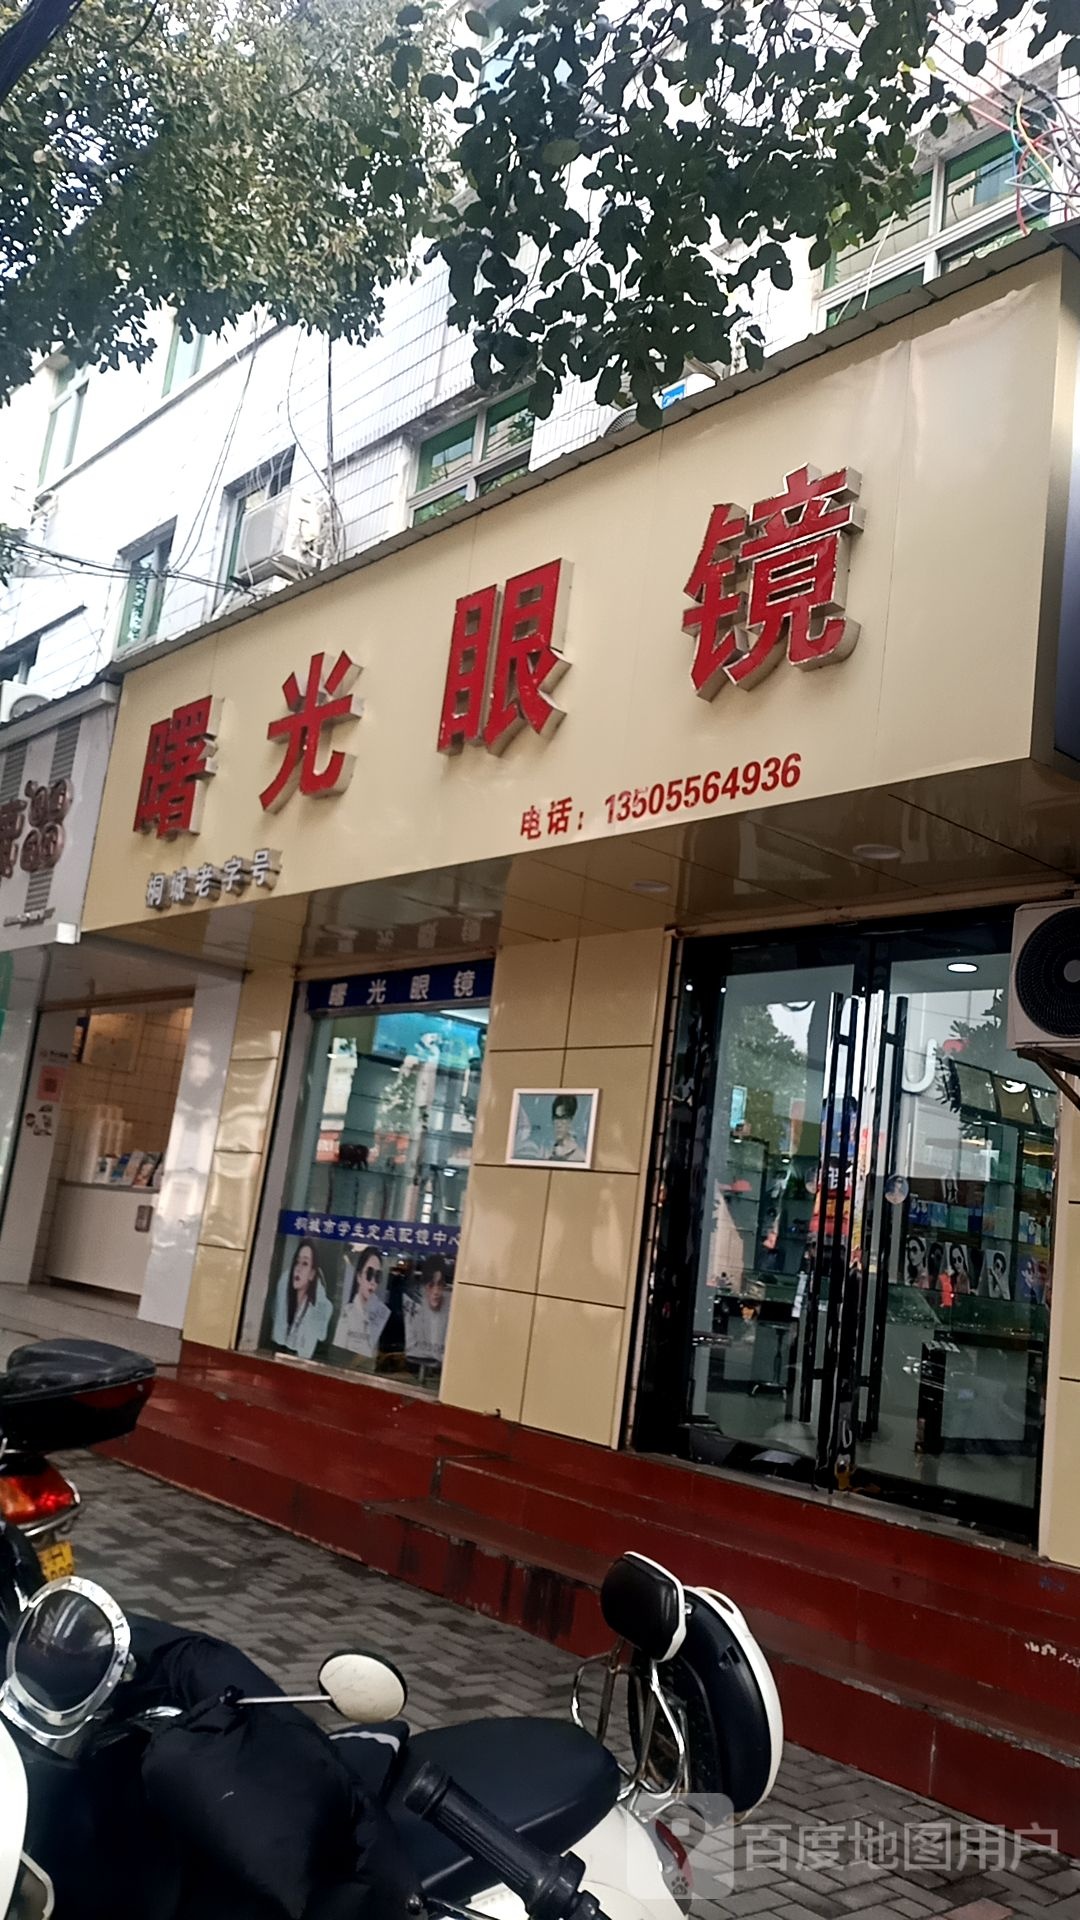 曙光眼镜
电话：13505564936
桐城老字号
曙光眼镜
桐城市学生定点配镜中心
百度地图用户